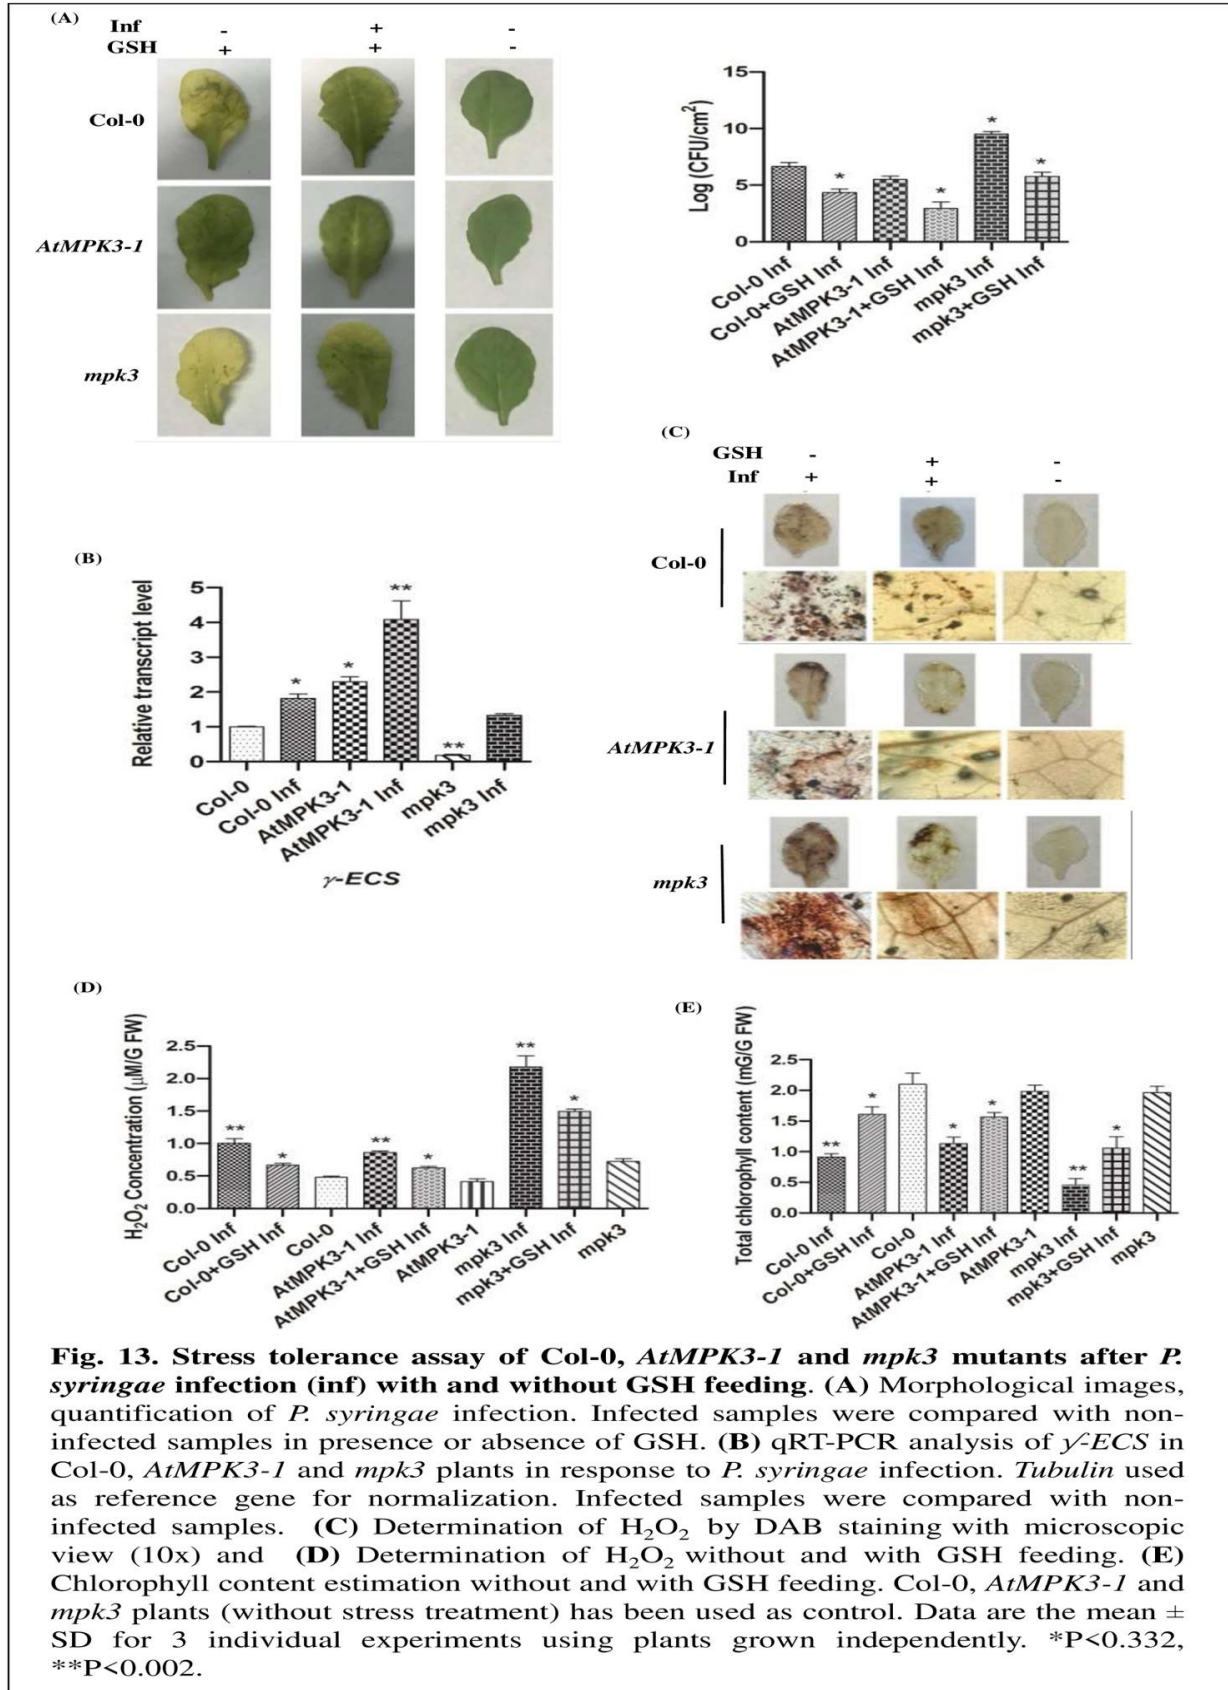 (A)
Inf - + -
GSH + + -
Col-0
AtMPK3-1
mpk3
Log (CFU/cm²)
15
10
5
0
*
*
*
*
Col-0 Inf
Col-0+GSH Inf
AtMPK3-1 Inf
AtMPK3-1+GSH Inf
mpk3 Inf
mpk3+GSH Inf
(B)
Relative transcript level
5
4
3
2
1
0
*
*
**
**
Col-0
Col-0 Inf
AtMPK3-1
AtMPK3-1 Inf
mpk3
mpk3 Inf
γ-ECS
(C)
GSH - + -
Inf + + -
Col-0
AtMPK3-1
mpk3
(D)
H₂O₂ Concentration (μM/G FW)
2.5
2.0
1.5
1.0
0.5
0.0
**
*
**
*
**
*
Col-0 Inf
Col-0+GSH Inf
Col-0
AtMPK3-1 Inf
AtMPK3-1+GSH Inf
AtMPK3-1
mpk3 Inf
mpk3+GSH Inf
mpk3
(E)
Total chlorophyll content (mG/G FW)
2.5
2.0
1.5
1.0
0.5
0.0
**
*
*
*
**
*
Col-0 Inf
Col-0+GSH Inf
Col-0
AtMPK3-1 Inf
AtMPK3-1+GSH Inf
AtMPK3-1
mpk3 Inf
mpk3+GSH Inf
mpk3
Fig. 13. Stress tolerance assay of Col-0, AtMPK3-1 and mpk3 mutants after P.
syringae infection (inf) with and without GSH feeding. (A) Morphological images,
quantification of P. syringae infection. Infected samples were compared with non-
infected samples in presence or absence of GSH. (B) qRT-PCR analysis of γ-ECS in
Col-0, AtMPK3-1 and mpk3 plants in response to P. syringae infection. Tubulin used
as reference gene for normalization. Infected samples were compared with non-
infected samples. (C) Determination of H₂O₂ by DAB staining with microscopic
view (10x) and (D) Determination of H₂O₂ without and with GSH feeding. (E)
Chlorophyll content estimation without and with GSH feeding. Col-0, AtMPK3-1 and
mpk3 plants (without stress treatment) has been used as control. Data are the mean ±
SD for 3 individual experiments using plants grown independently. *P<0.332,
**P<0.002.